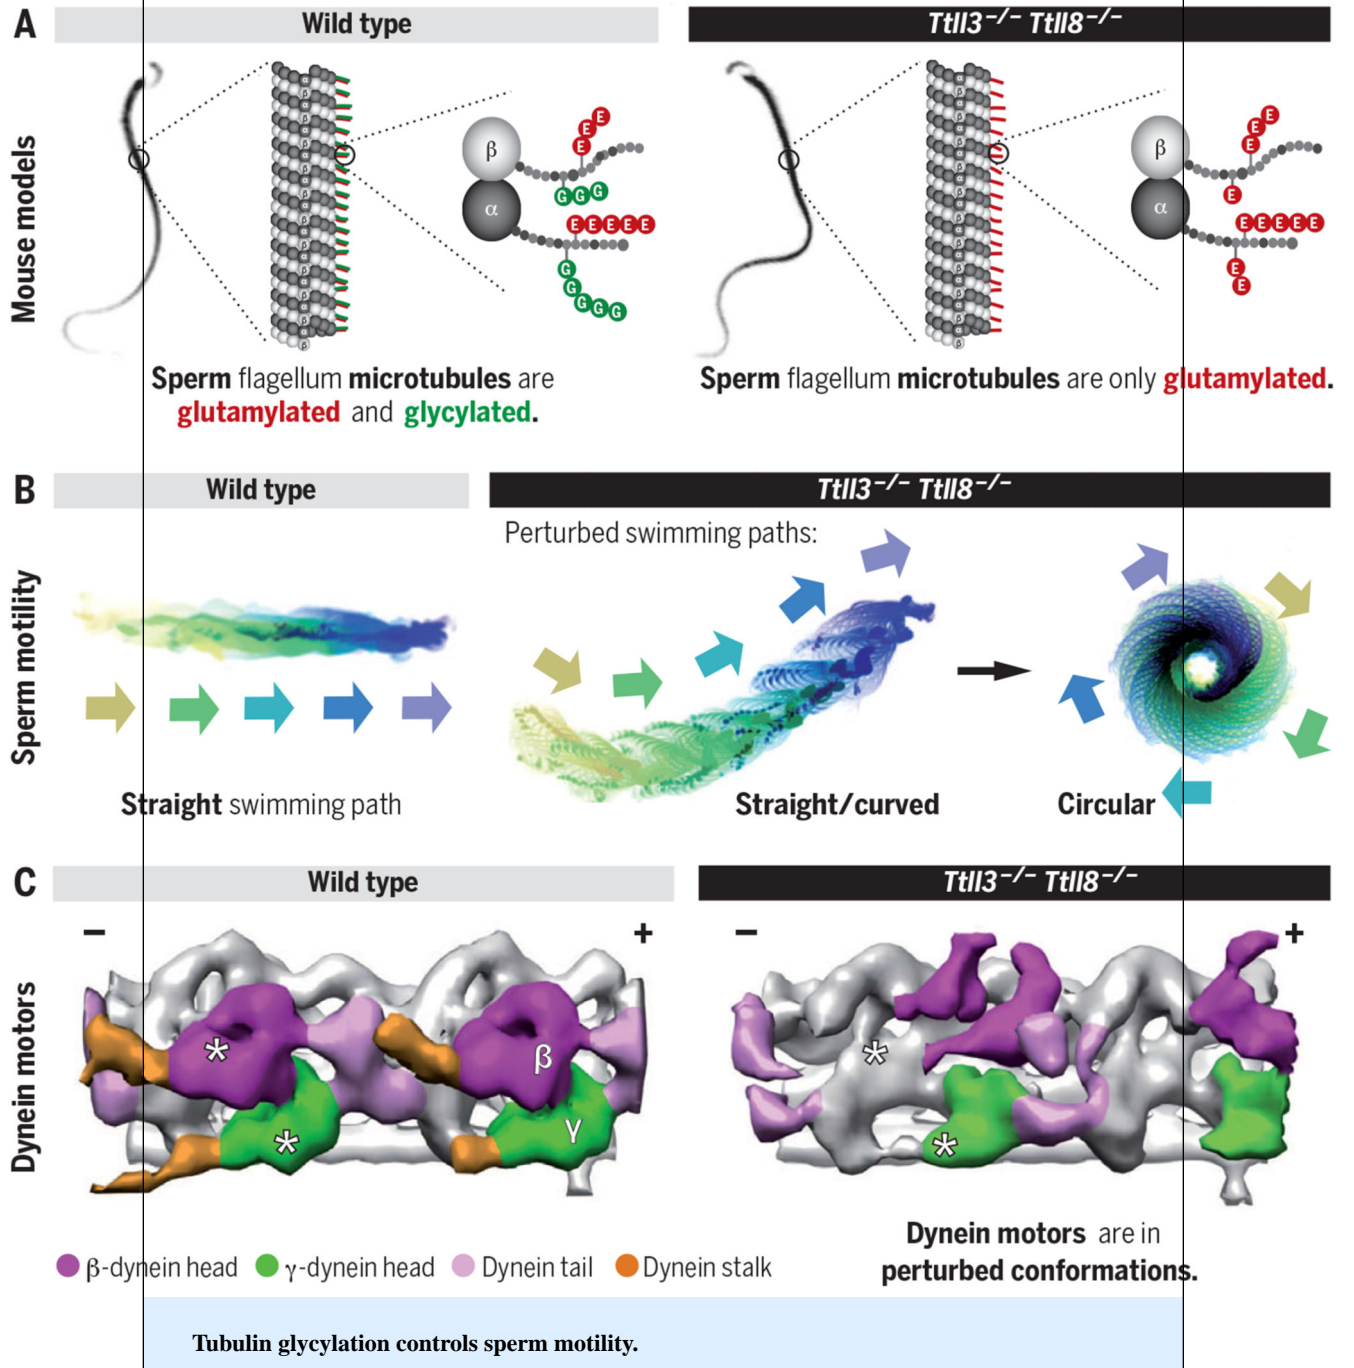 A
Wild type
Ttll3−/− Ttll8−/−
Mouse models
α
β
β
α
E E E
G G G
E E E E E
G G G G G
β
α
E E E
E
E E E E E
E E
Sperm flagellum microtubules are
glutamylated and glycylated.
Sperm flagellum microtubules are only glutamylated.
B
Wild type
Ttll3−/− Ttll8−/−
Sperm motility
Perturbed swimming paths:
Straight swimming path
Straight/curved
Circular
C
Wild type
Ttll3−/− Ttll8−/−
Dynein motors
− +
− +
* β
* γ
*
*
Dynein motors are in
perturbed conformations.
β-dynein head γ-dynein head Dynein tail Dynein stalk
Tubulin glycylation controls sperm motility.